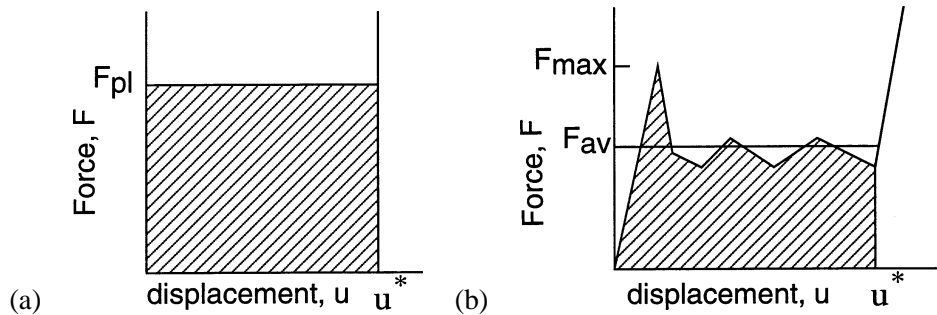 F_pl
Force, F
(a)
displacement, u
u*
F_max
F_av
Force, F
(b)
displacement, u
u*